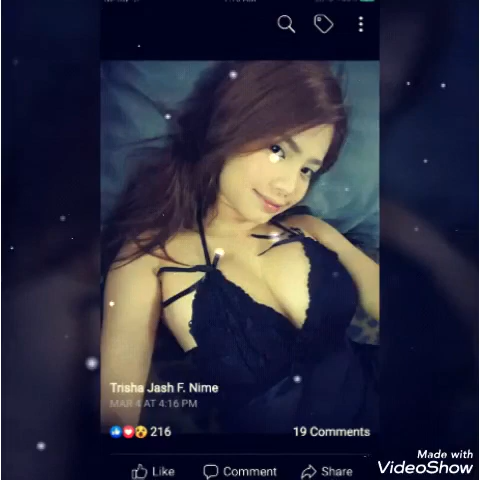 Trisha Jash F. Nime
MAR 4 AT 4:16 PM
216
19 Comments
Like
Comment
Share
Made with
VideoShow